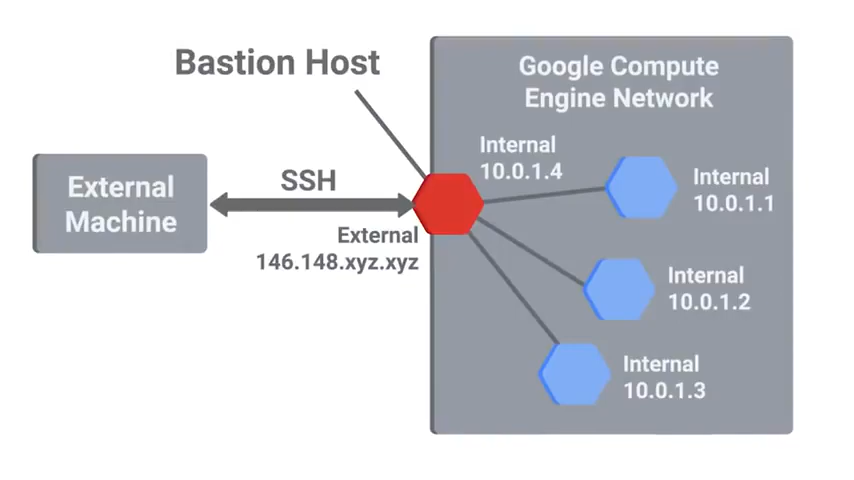 Bastion Host
Google Compute
Engine Network
Internal
10.0.1.4
External
Machine
SSH
External
146.148.xyz.xyz
Internal
10.0.1.1
Internal
10.0.1.2
Internal
10.0.1.3